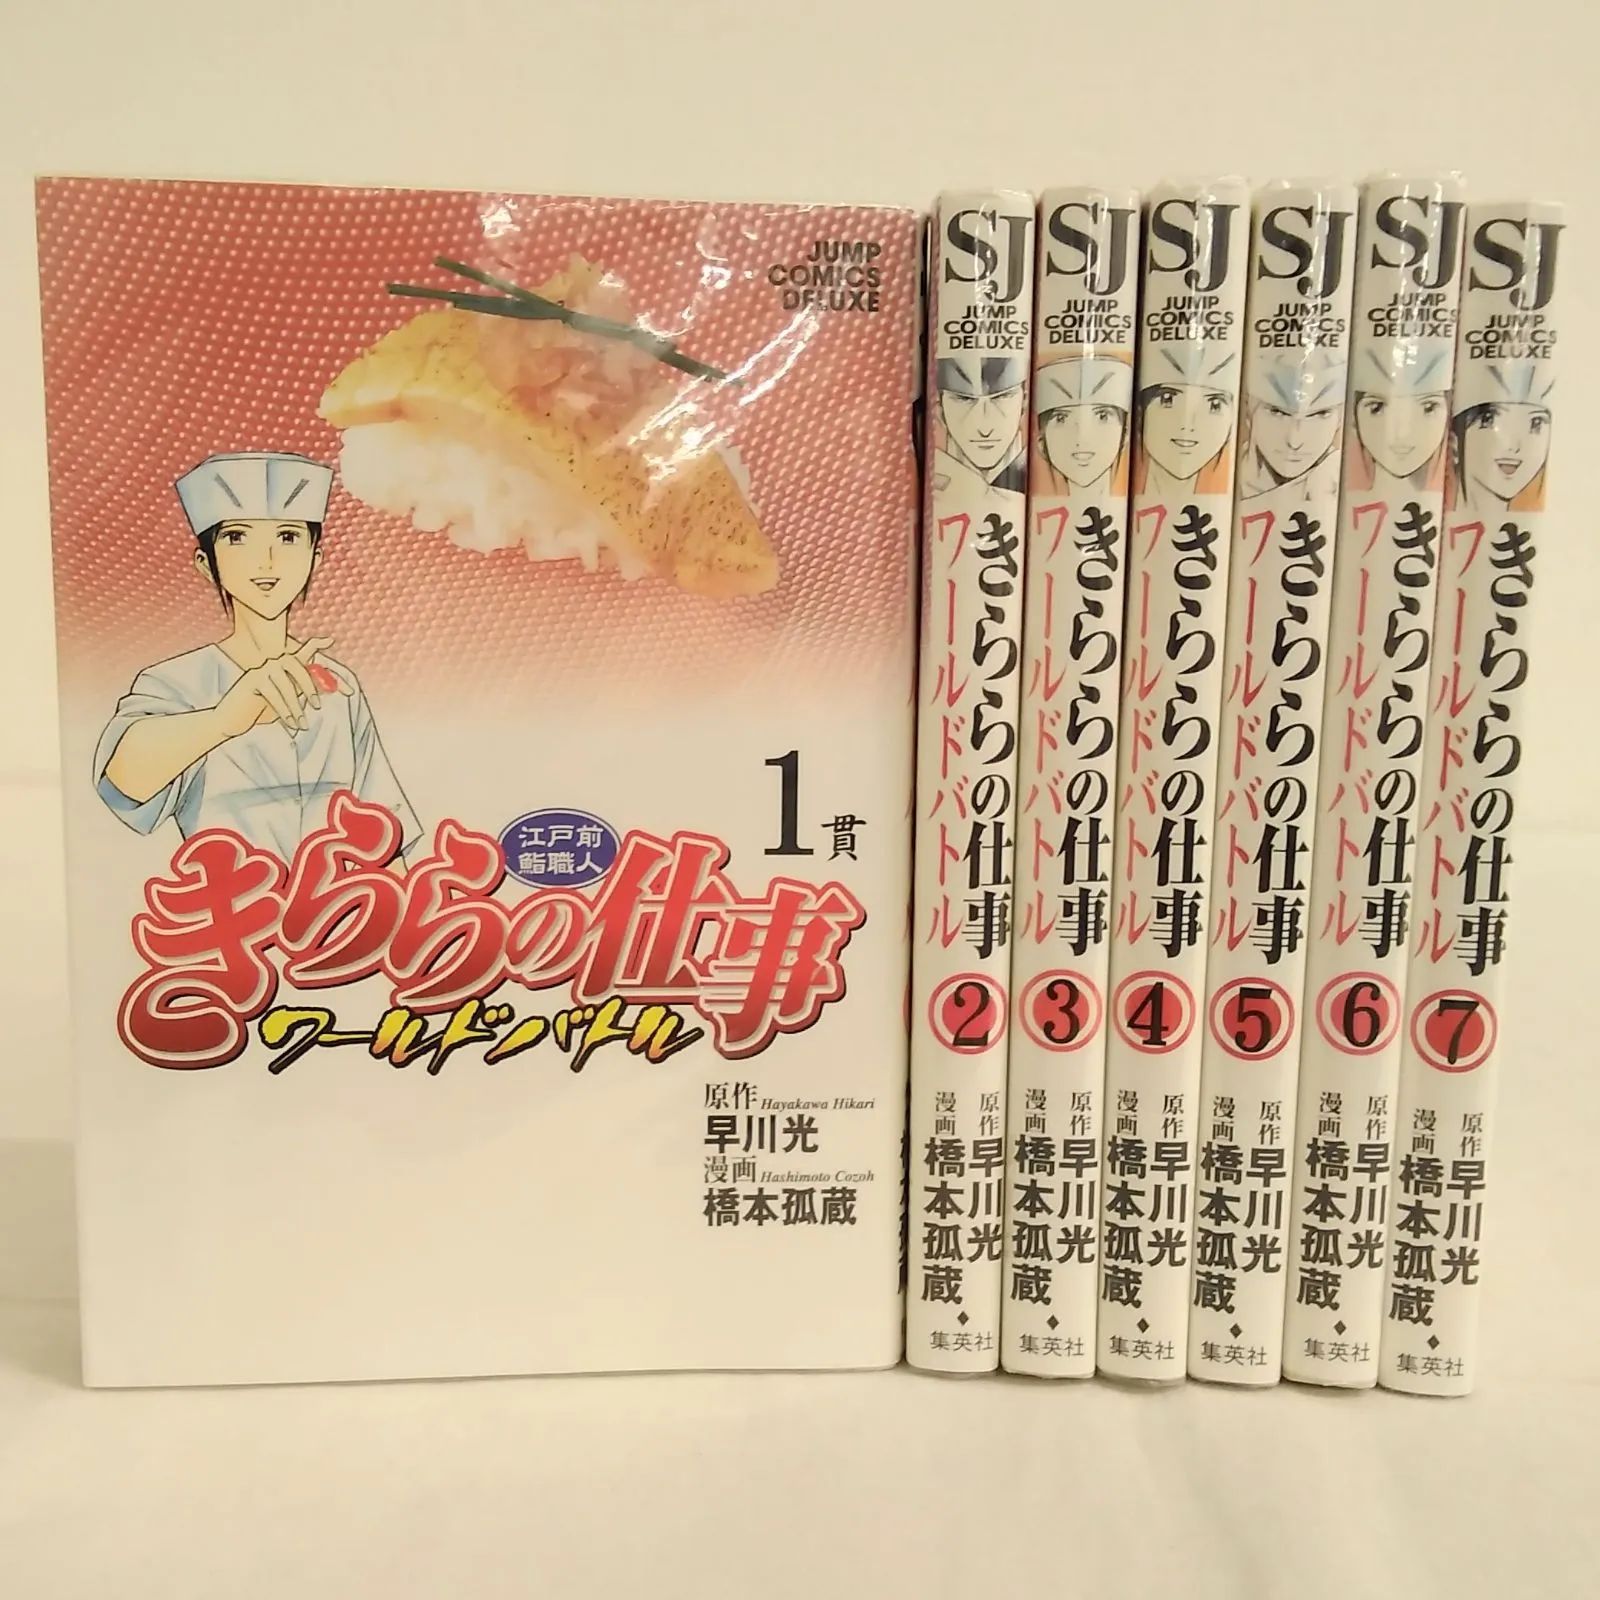 JUMP
COMICS
DELUXE
1貫
江戸前
鮨職人
きららの仕事
ワールドバトル
原作 Hayakawa Hikari
早川光
漫画 Hashimoto Cozoh
橋本孤蔵
SJ
JUMP
COMICS
DELUXE
きららの仕事
ワールドバトル
2
原作 早川光
漫画 橋本孤蔵
集英社
SJ
JUMP
COMICS
DELUXE
きららの仕事
ワールドバトル
3
原作 早川光
漫画 橋本孤蔵
集英社
SJ
JUMP
COMICS
DELUXE
きららの仕事
ワールドバトル
4
原作 早川光
漫画 橋本孤蔵
集英社
SJ
JUMP
COMICS
DELUXE
きららの仕事
ワールドバトル
5
原作 早川光
漫画 橋本孤蔵
集英社
SJ
JUMP
COMICS
DELUXE
きららの仕事
ワールドバトル
6
原作 早川光
漫画 橋本孤蔵
集英社
SJ
JUMP
COMICS
DELUXE
きららの仕事
ワールドバトル
7
原作 早川光
漫画 橋本孤蔵
集英社